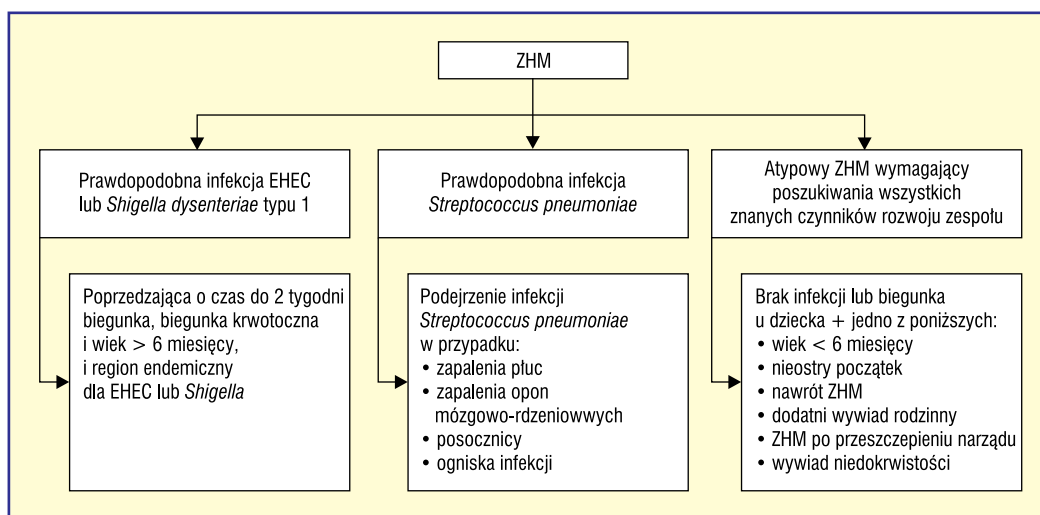 ZHM
Prawdopodobna infekcja EHEC
lub Shigella dysenteriae typu 1
Poprzedzająca o czas do 2 tygodni
biegunka, biegunka krwotoczna
i wiek > 6 miesięcy,
i region endemiczny
dla EHEC lub Shigella
Prawdopodobna infekcja
Streptococcus pneumoniae
Podejrzenie infekcji
Streptococcus pneumoniae
w przypadku:
• zapalenia płuc
• zapalenia opon
mózgowo-rdzeniowwych
• posocznicy
• ogniska infekcji
Atypowy ZHM wymagający
poszukiwania wszystkich
znanych czynników rozwoju zespołu
Brak infekcji lub biegunka
u dziecka + jedno z poniższych:
• wiek < 6 miesięcy
• nieostry początek
• nawrót ZHM
• dodatni wywiad rodzinny
• ZHM po przeszczepieniu narządu
• wywiad niedokrwistości